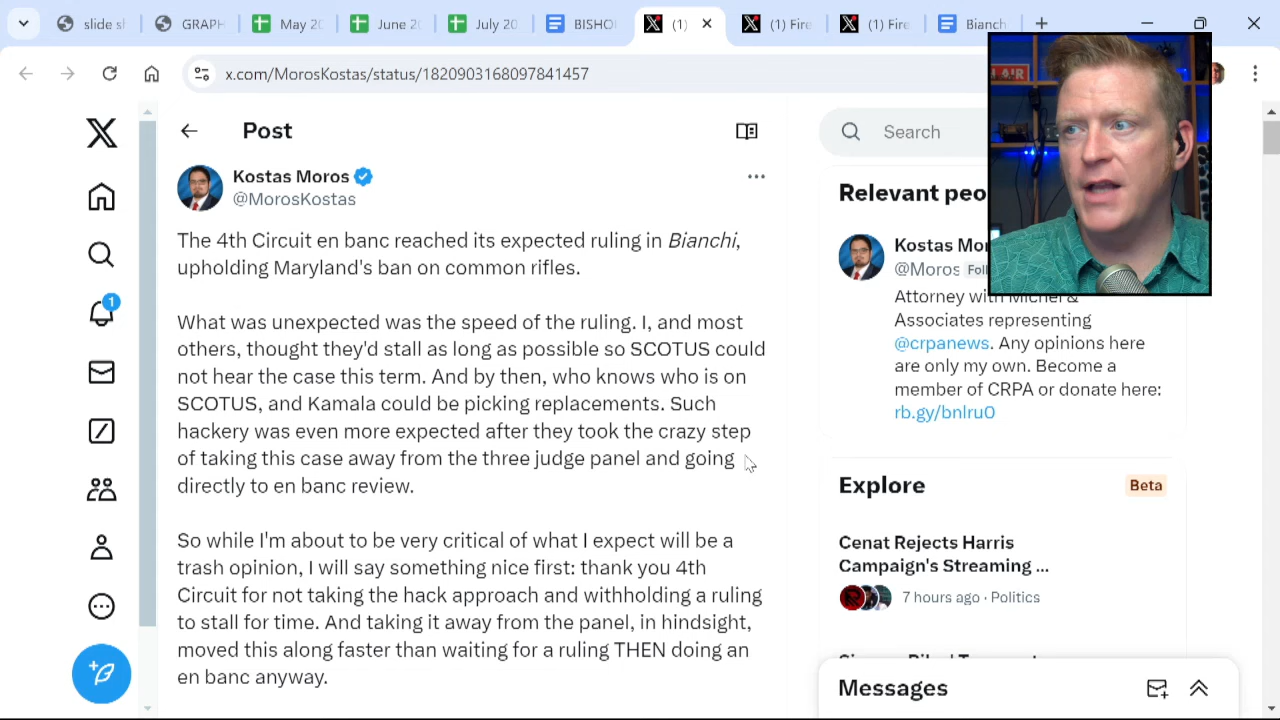 slide sl
GRAPH
May 20
June 20
July 20
BISHO
(1)
(1) Fire
(1) Fire
Bianch
x.com/MorosKostas/status/1820903168097841457
AIR
Post
Search
Kostas Moros
@MorosKostas
The 4th Circuit en banc reached its expected ruling in Bianchi,
upholding Maryland's ban on common rifles.
What was unexpected was the speed of the ruling. I, and most
others, thought they'd stall as long as possible so SCOTUS could
not hear the case this term. And by then, who knows who is on
SCOTUS, and Kamala could be picking replacements. Such
hackery was even more expected after they took the crazy step
of taking this case away from the three judge panel and going
directly to en banc review.
So while I'm about to be very critical of what I expect will be a
trash opinion, I will say something nice first: thank you 4th
Circuit for not taking the hack approach and withholding a ruling
to stall for time. And taking it away from the panel, in hindsight,
moved this along faster than waiting for a ruling THEN doing an
en banc anyway.
1
Relevant peo
Kostas Mor
@Moros Foll
Attorney with Michel &
Associates representing
@crpanews. Any opinions here
are only my own. Become a
member of CRPA or donate here:
rb.gy/bnlru0
Explore
Beta
Cenat Rejects Harris
Campaign's Streaming ...
7 hours ago · Politics
Messages